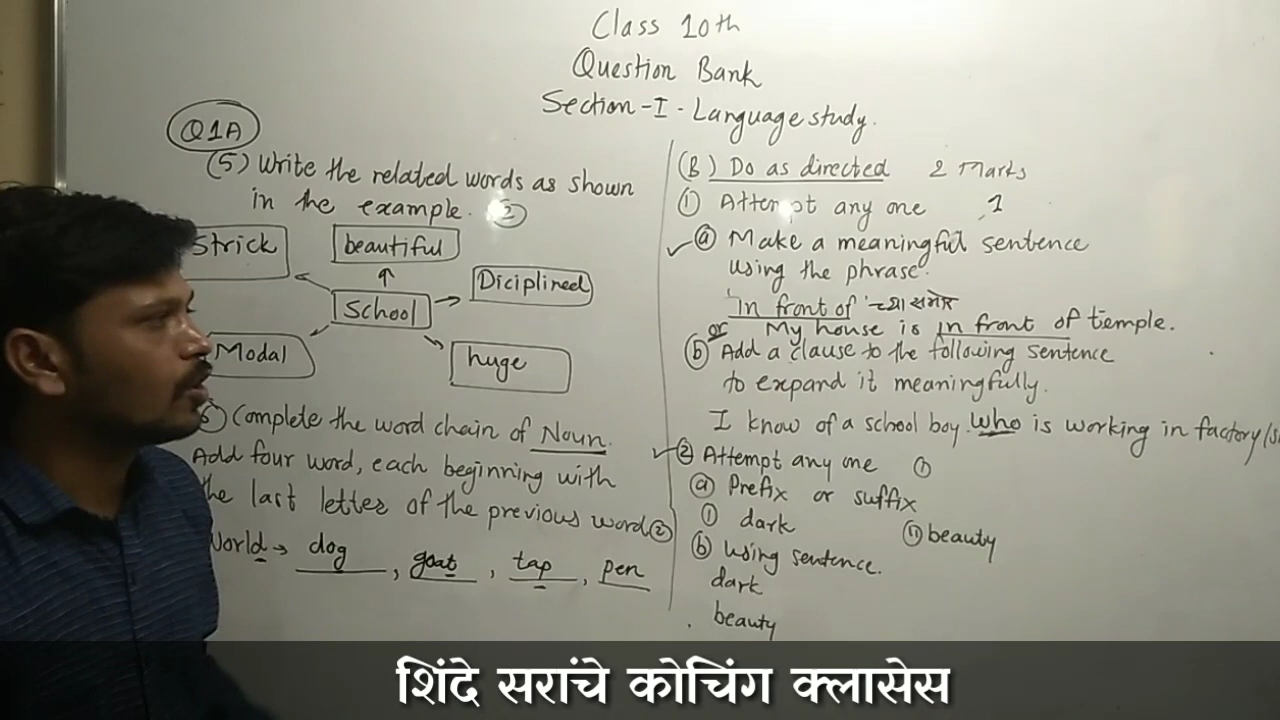 Class 10th
Question Bank
Section-I - Language study.
Q1A
(5) Write the related words as shown
in the example. (2)
Strick
beautiful
Diciplined
School
Modal
huge
Complete the word chain of Noun.
Add four word, each beginning with
the last letter of the previous word (2)
World → dog, goat, tap, pen
(B) Do as directed 2 Marks
(1) Attempt any one 1
(a) Make a meaningful sentence
using the phrase.
In front of च्या समोर
My house is in front of temple.
or
(b) Add a clause to the following sentence
to expand it meaningfully.
I know of a school boy who is working in factory
(2) Attempt any one (1)
(a) Prefix or suffix
(1) dark (11) beauty
(b) using sentence.
dark
beauty
शिंदे सरांचे कोचिंग क्लासेस